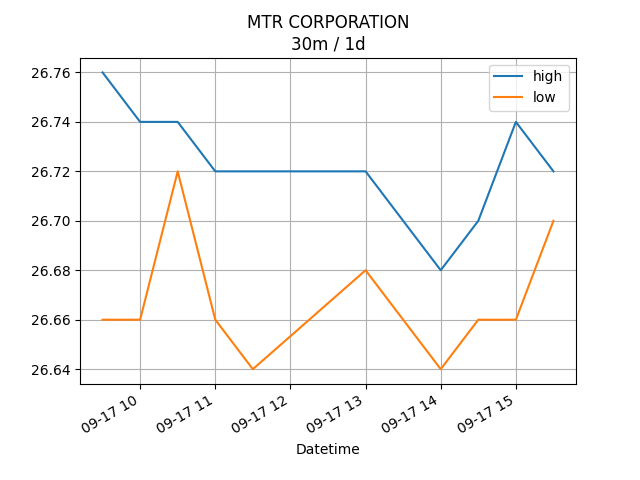 MTR CORPORATION
30m / 1d
high
low
26.76
26.74
26.72
26.70
26.68
26.66
26.64
09-17 10
09-17 11
09-17 12
09-17 13
09-17 14
09-17 15
Datetime